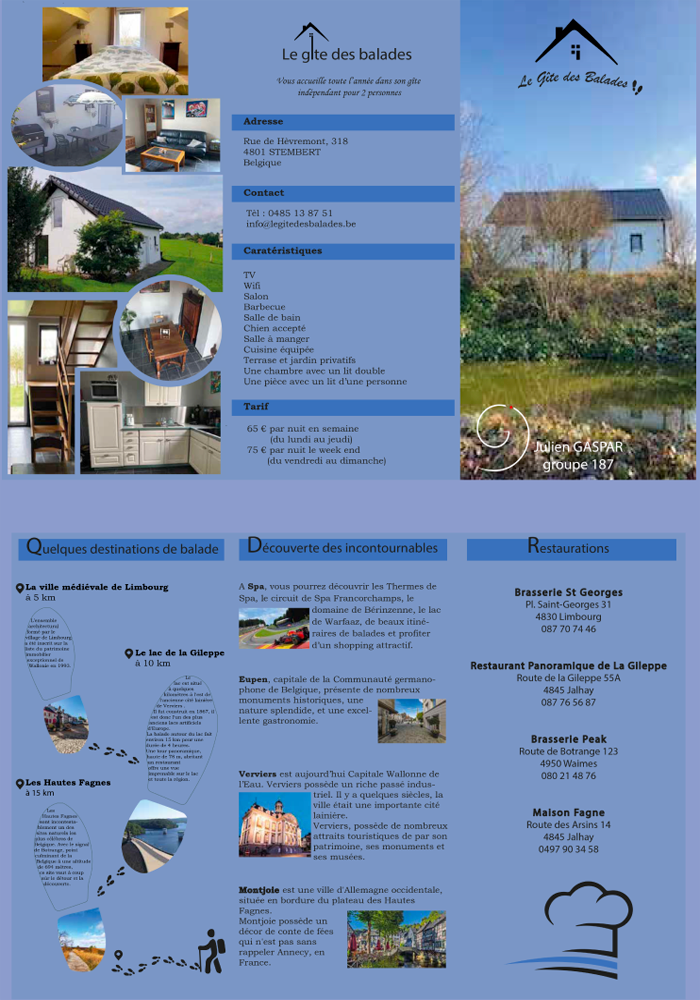 Le gîte des balades
Vous accueille toute l'année dans son gîte
indépendant pour 2 personnes
Adresse
Rue de Hèvremont, 318
4801 STEMBERT
Belgique
Contact
Tél : 0485 13 87 51
info@legitedesbalades.be
Caratéristiques
TV
Wifi
Salon
Barbecue
Salle de bain
Chien accepté
Salle à manger
Cuisine équipée
Terrase et jardin privatifs
Une chambre avec un lit double
Une pièce avec un lit d'une personne
Tarif
65 € par nuit en semaine
(du lundi au jeudi)
75 € par nuit le week end
(du vendredi au dimanche)
Le Gîte des Balades
Julien GASPAR
groupe 187
Quelques destinations de balade
La ville médiévale de Limbourg
à 5 km
L'ensemble
architectural
formé par le
village de Limbourg
a été inscrit sur la
liste du patrimoine
immobilier
exceptionnel de
Wallonie en 1993.
Le lac de la Gileppe
à 10 km
Le
lac est situé
à quelques
kilomètres à l'est de
l'ancienne cité lainière
de Verviers.
Il fut construit en 1867, il
est donc l'un des plus
anciens lacs artificiels
d'Europe.
La balade autour du lac fait
environ 15 km pour une
durée de 4 heures.
Une tour panoramique,
haute de 78 m, abritant
un restaurant
offre une vue
imprenable sur le lac
et toute la région.
Les Hautes Fagnes
à 15 km
Les
Hautes Fagnes
sont incontesta-
blement un des
sites naturels les
plus célèbres de
Belgique. Avec le signal
de Botrange, point
culminant de la
Belgique à une altitude
de 694 mètres,
ce site vaut à coup
sûr le détour et la
découverte.
Découverte des incontournables
A Spa, vous pourrez découvrir les Thermes de
Spa, le circuit de Spa Francorchamps, le
domaine de Bérinzenne, le lac
de Warfaaz, de beaux itiné-
raires de balades et profiter
d'un shopping attractif.
Eupen, capitale de la Communauté germano-
phone de Belgique, présente de nombreux
monuments historiques, une
nature splendide, et une excel-
lente gastronomie.
Verviers est aujourd'hui Capitale Wallonne de
l'Eau. Verviers possède un riche passé indus-
triel. Il y a quelques siècles, la
ville était une importante cité
lainière.
Verviers, possède de nombreux
attraits touristiques de par son
patrimoine, ses monuments et
ses musées.
Montjoie est une ville d'Allemagne occidentale,
située en bordure du plateau des Hautes
Fagnes.
Montjoie possède un
décor de conte de fées
qui n'est pas sans
rappeler Annecy, en
France.
Restaurations
Brasserie St Georges
Pl. Saint-Georges 31
4830 Limbourg
087 70 74 46
Restaurant Panoramique de La Gileppe
Route de la Gileppe 55A
4845 Jalhay
087 76 56 87
Brasserie Peak
Route de Botrange 123
4950 Waimes
080 21 48 76
Maison Fagne
Route des Arsins 14
4845 Jalhay
0497 90 34 58